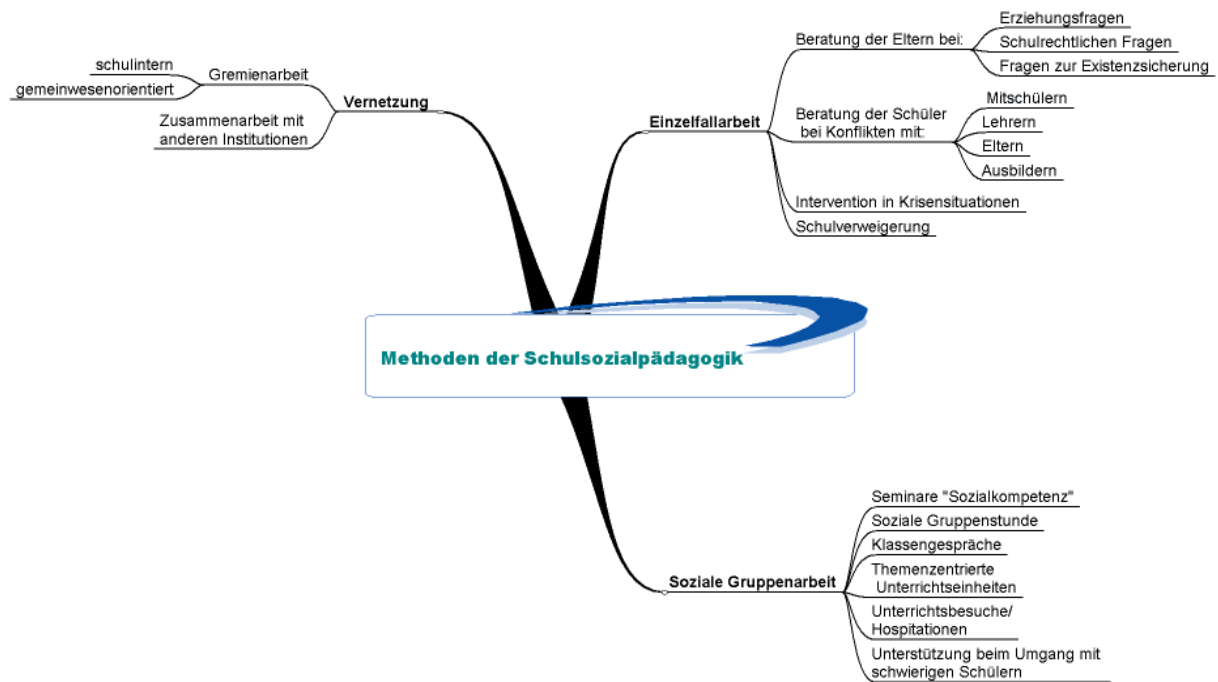 Methoden der Schulsozialpädagogik
Vernetzung
Gremienarbeit
schulintern
gemeinwesenorientiert
Zusammenarbeit mit
anderen Institutionen
Einzelfallarbeit
Beratung der Eltern bei:
Erziehungsfragen
Schulrechtlichen Fragen
Fragen zur Existenzsicherung
Beratung der Schüler
bei Konflikten mit:
Mitschülern
Lehrern
Eltern
Ausbildern
Intervention in Krisensituationen
Schulverweigerung
Soziale Gruppenarbeit
Seminare "Sozialkompetenz"
Soziale Gruppenstunde
Klassengespräche
Themenzentrierte
Unterrichtseinheiten
Unterrichtsbesuche/
Hospitationen
Unterstützung beim Umgang mit
schwierigen Schülern